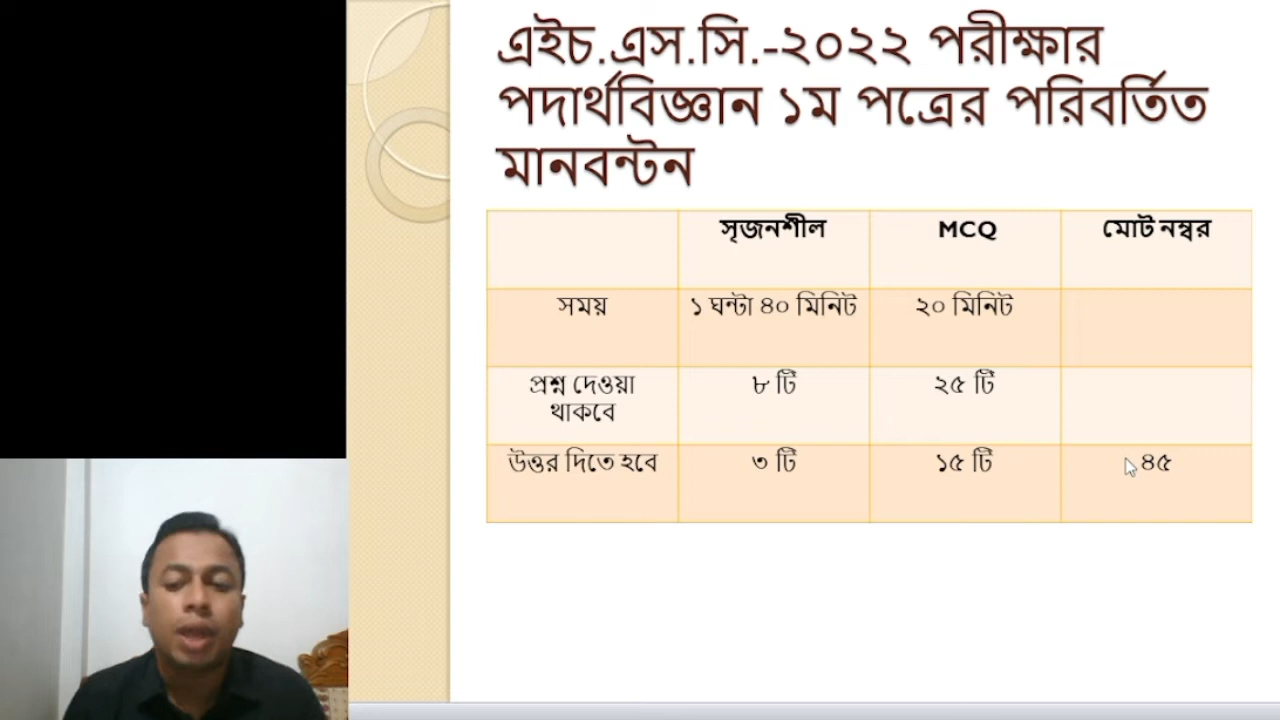 এইচ.এস.সি.-২০২২ পরীক্ষার
পদার্থবিজ্ঞান ১ম পত্রের পরিবর্তিত
মানবন্টন
সৃজনশীল MCQ মোট নম্বর
সময় ১ ঘন্টা ৪০ মিনিট ২০ মিনিট
প্রশ্ন দেওয়া ৮ টি ২৫ টি
থাকবে
উত্তর দিতে হবে ৩ টি ১৫ টি ৪৫